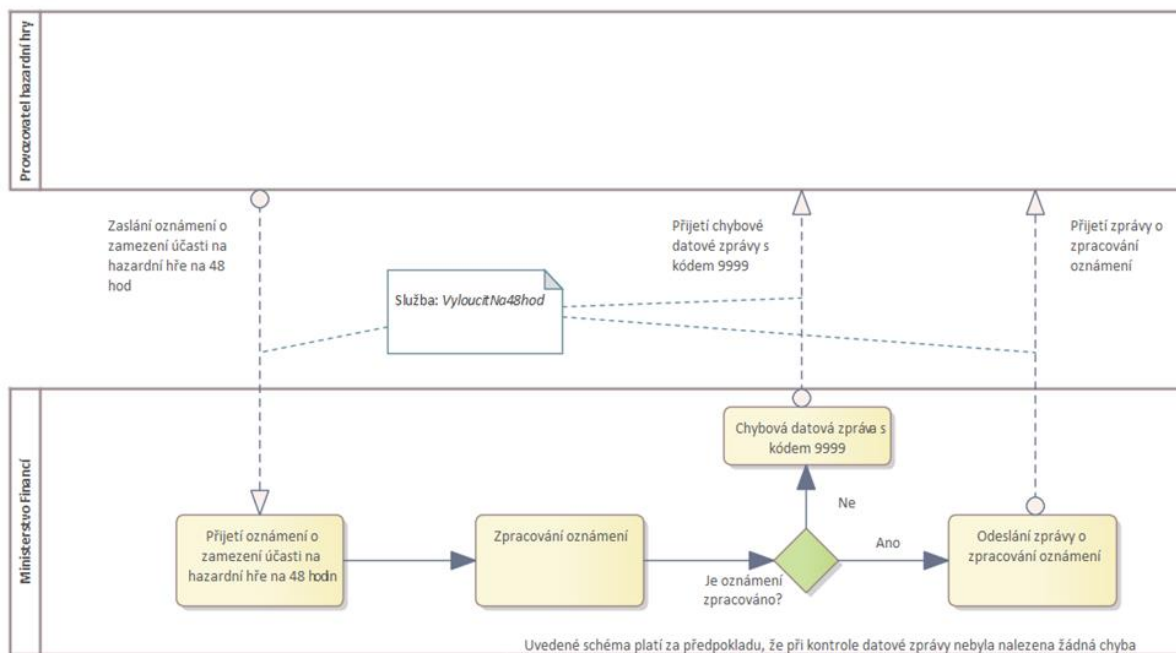 Provozovatel hazardní hry
Zaslání oznámení o
zamezení účasti na
hazardní hře na 48
hod
Přijetí chybové
datové zprávy s
kódem 9999
Přijetí zprávy o
zpracování
oznámení
Služba: VyloucitNa48hod
Ministerstvo Financí
Chybová datová zpráva s
kódem 9999
Ne
Přijetí oznámení o
zamezení účasti na
hazardní hře na 48 hodin
Zpracování oznámení
Je oznámení
zpracováno?
Ano
Odeslání zprávy o
zpracování oznámení
Uvedené schéma platí za předpokladu, že při kontrole datové zprávy nebyla nalezena žádná chyba